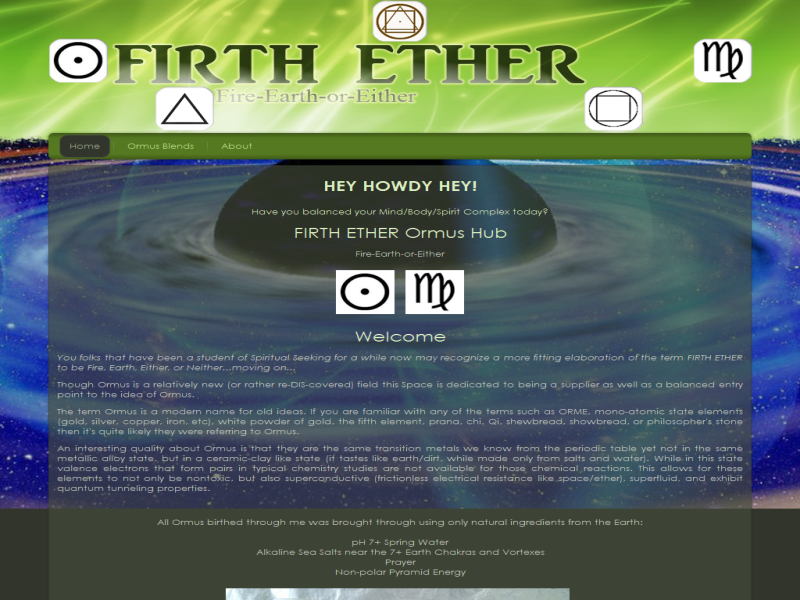 FIRTH ETHER
Fire-Earth-or-Either
Home
Ormus Blends
About
HEY HOWDY HEY!
Have you balanced your Mind/Body/Spirit Complex today?
FIRTH ETHER Ormus Hub
Fire-Earth-or-Either
Welcome
You folks that have been a student of Spiritual Seeking for a while now may recognize a more fitting elaboration of the term FIRTH ETHER
to be Fire, Earth, Either, or Neither...moving on...
Though Ormus is a relatively new (or rather re-DIS-covered) field this Space is dedicated to being a supplier as well as a balanced entry
point to the idea of Ormus.
The term Ormus is a modern name for old ideas. If you are familiar with any of the terms such as ORME, mono-atomic state elements
(gold, silver, copper, iron, etc), white powder of gold, the fifth element, prana, chi, Qi, shewbread, showbread, or philosopher's stone
then it's quite likely they were referring to Ormus.
An interesting quality about Ormus is that they are the same transition metals we know from the periodic table yet not in the same
metallic alloy state, but in a ceramic-clay like state (it tastes like earth/dirt, while made only from salts and water). While in this state
valence electrons that form pairs in typical chemistry studies are not available for those chemical reactions. This allows for these
elements to not only be nontoxic, but also superconductive (frictionless electrical resistance like space/ether), superfluid, and exhibit
quantum tunneling properties.
All Ormus birthed through me was brought through using only natural ingredients from the Earth:
pH 7+ Spring Water
Alkaline Sea Salts near the 7+ Earth Chakras and Vortexes
Prayer
Non-polar Pyramid Energy